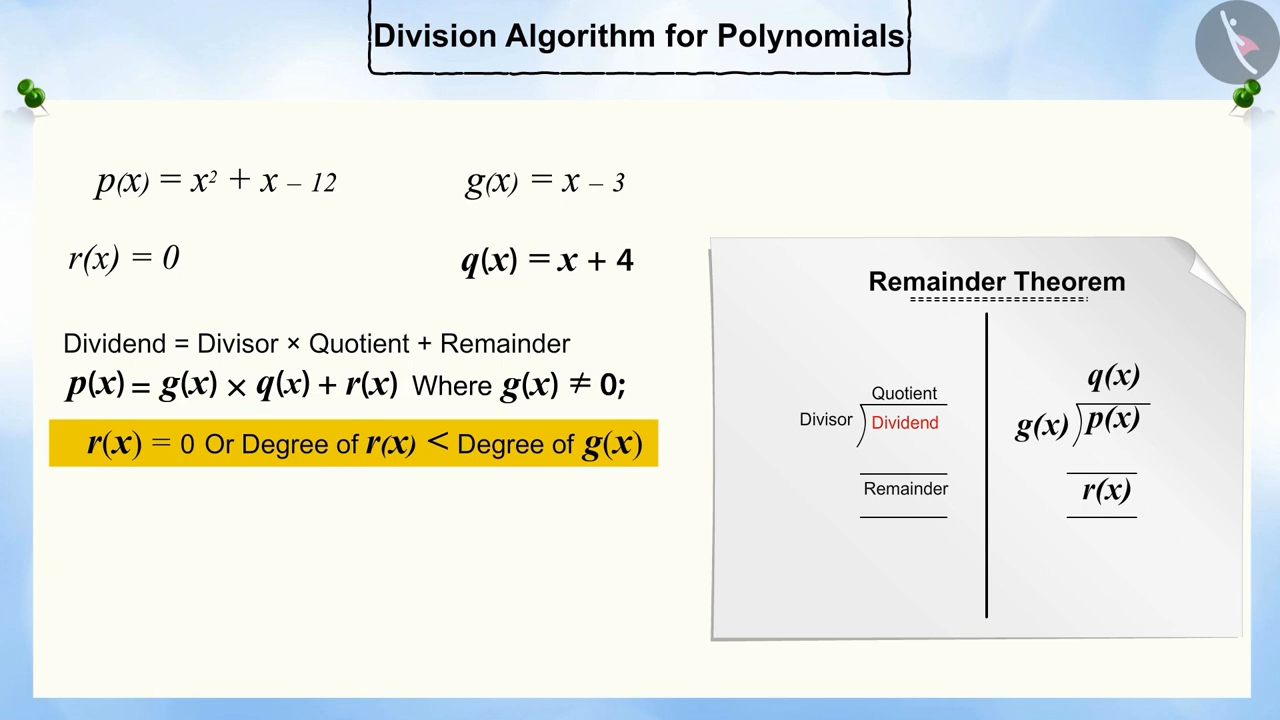 Division Algorithm for Polynomials
p(x) = x² + x – 12
g(x) = x – 3
r(x) = 0
q(x) = x + 4
Dividend = Divisor × Quotient + Remainder
p(x) = g(x) × q(x) + r(x) Where g(x) ≠ 0;
r(x) = 0 Or Degree of r(x) < Degree of g(x)
Remainder Theorem
Quotient
Divisor ) Dividend
Remainder
q(x)
g(x) ) p(x)
r(x)